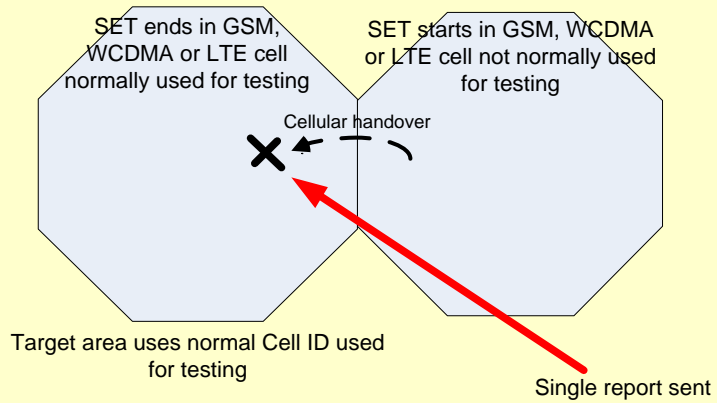 SET ends in GSM,
WCDMA or LTE cell
normally used for testing
SET starts in GSM, WCDMA
or LTE cell not normally used
for testing
Cellular handover
Target area uses normal Cell ID used
for testing
Single report sent